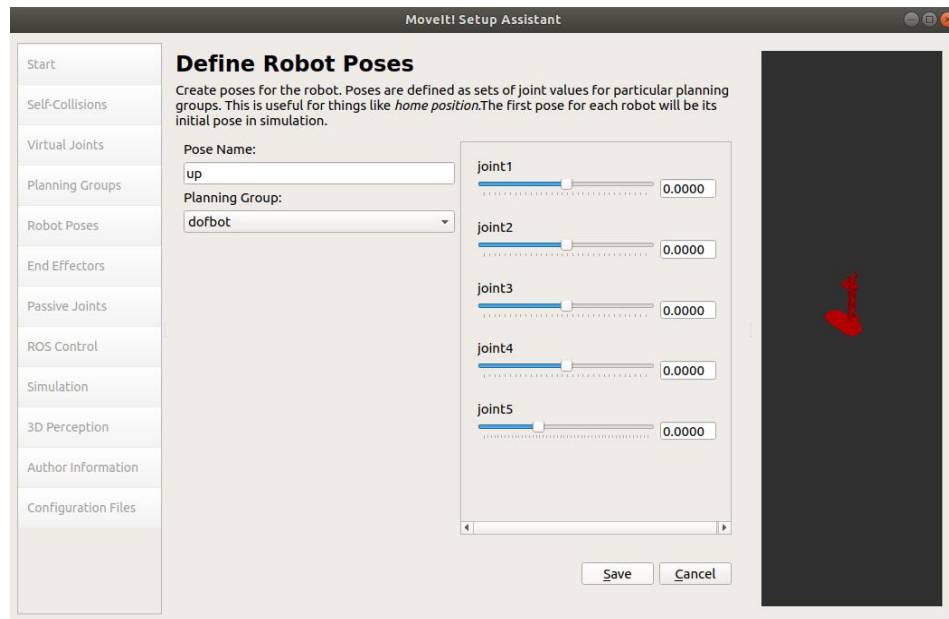 MoveIt! Setup Assistant
Start
Self-Collisions
Virtual Joints
Planning Groups
Robot Poses
End Effectors
Passive Joints
ROS Control
Simulation
3D Perception
Author Information
Configuration Files
Define Robot Poses
Create poses for the robot. Poses are defined as sets of joint values for particular planning
groups. This is useful for things like home position.The first pose for each robot will be its
initial pose in simulation.
Pose Name:
up
Planning Group:
dofbot
joint1
0.0000
joint2
0.0000
joint3
0.0000
joint4
0.0000
joint5
0.0000
Save
Cancel